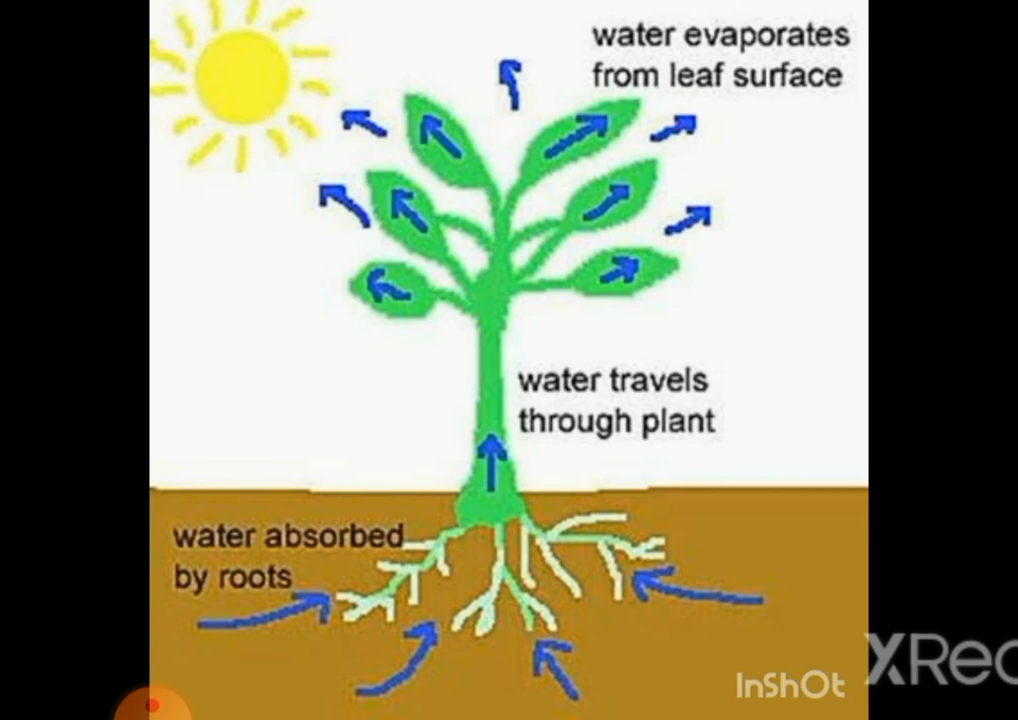 water evaporates
from leaf surface
water travels
through plant
water absorbed
by roots
InShOt
XRec